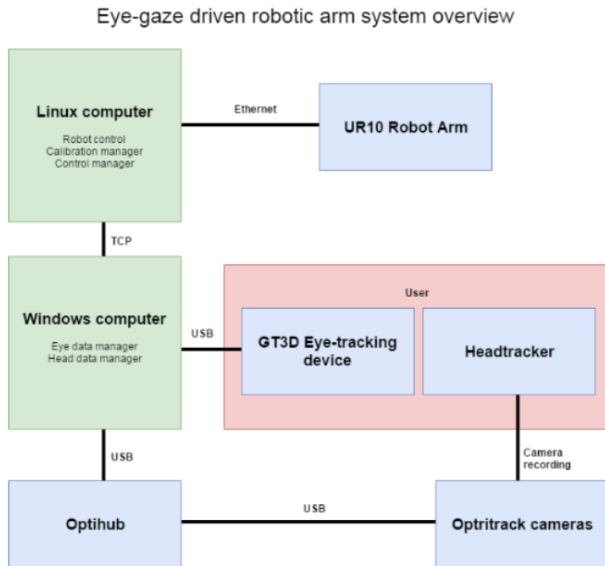 Eye-gaze driven robotic arm system overview
Linux computer
Robot control
Calibration manager
Control manager
Ethernet
UR10 Robot Arm
TCP
Windows computer
Eye data manager
Head data manager
USB
User
GT3D Eye-tracking
device
Headtracker
USB
Camera
recording
Optihub
USB
Optritrack cameras